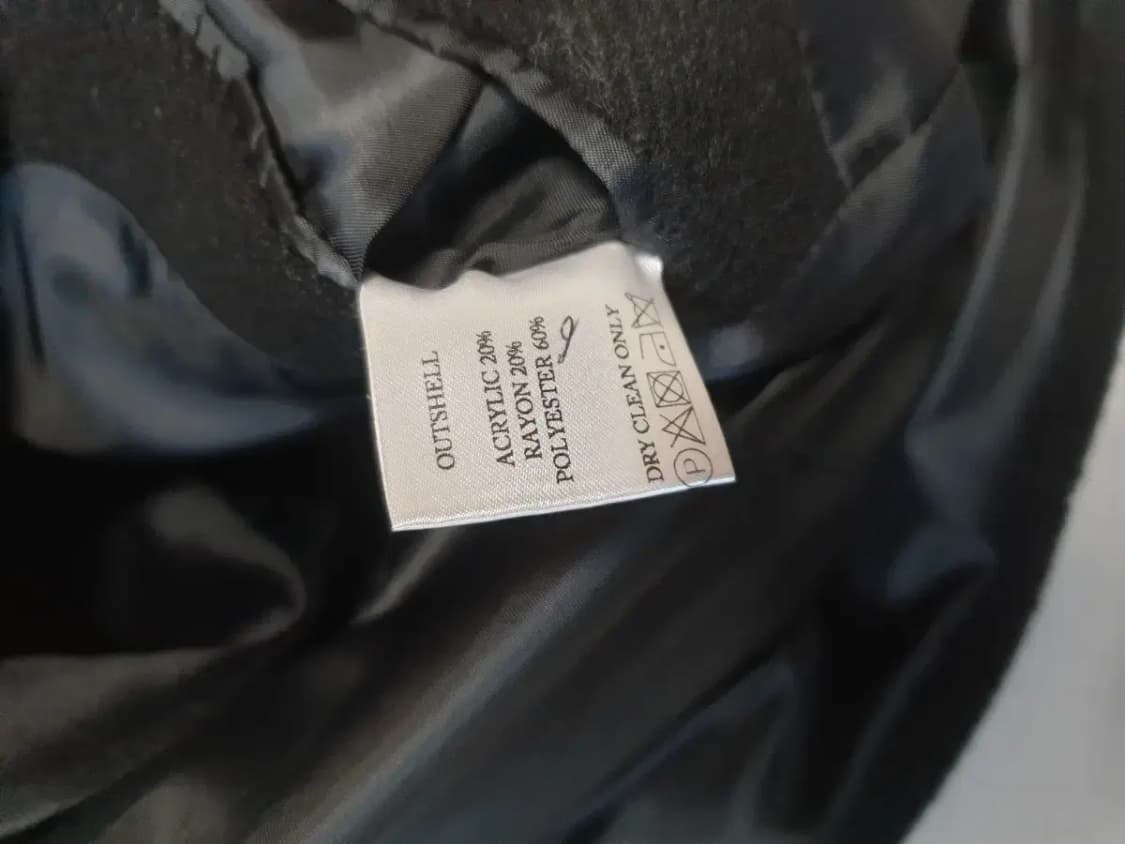 OUTSHELL
ACRYLIC 20%
RAYON 20%
POLYESTER 60%
DRY CLEAN ONLY
P